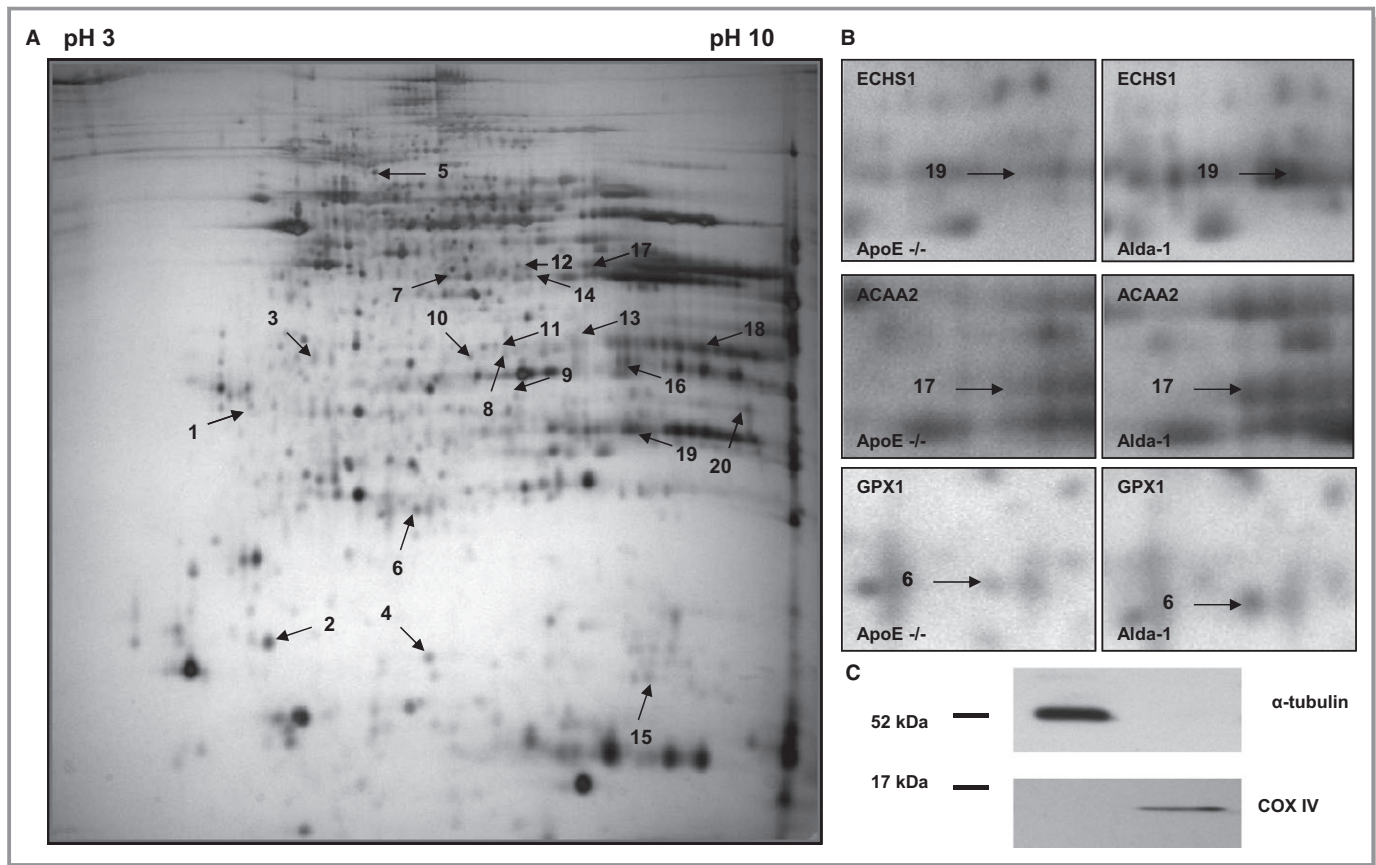 A pH 3 pH 10
5
12 17
7 14
3 10 11 13 18
8 9 16
1
19
20
6
2 4
15
B
ECHS1
19
ApoE -/-
ECHS1
19
Alda-1
ACAA2
17
ApoE -/-
ACAA2
17
Alda-1
GPX1
6
ApoE -/-
GPX1
6
Alda-1
C
52 kDa
α-tubulin
17 kDa
COX IV